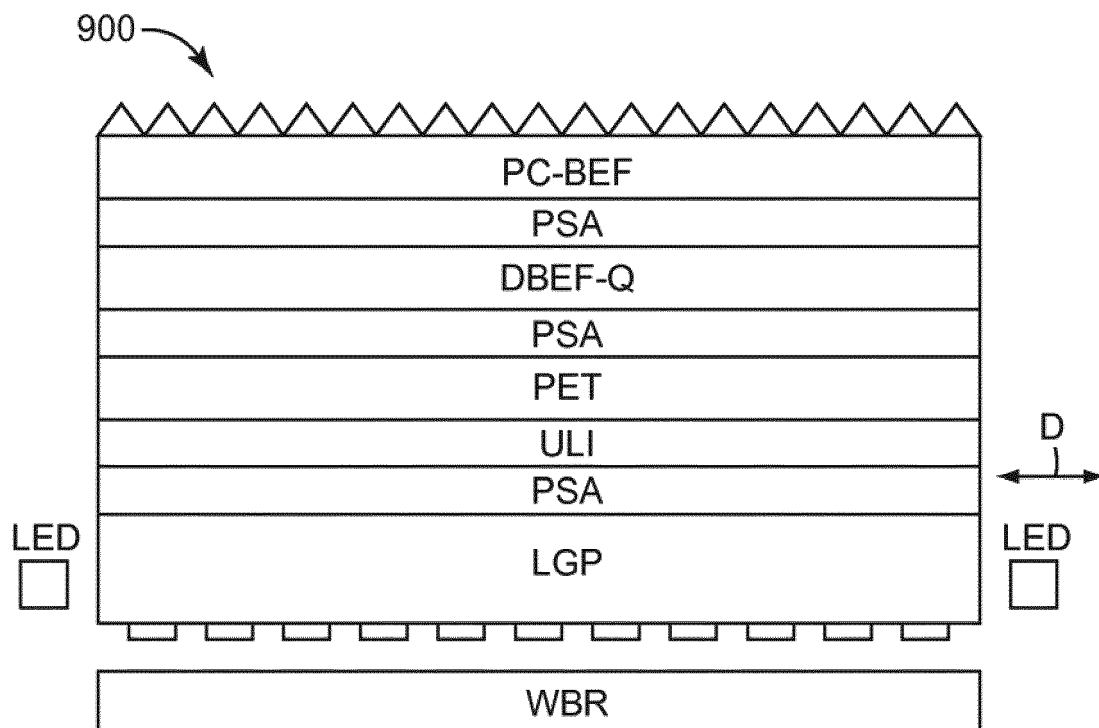 900
PC-BEF
PSA
DBEF-Q
PSA
PET
ULI
D
PSA
LED
LGP
LED
WBR